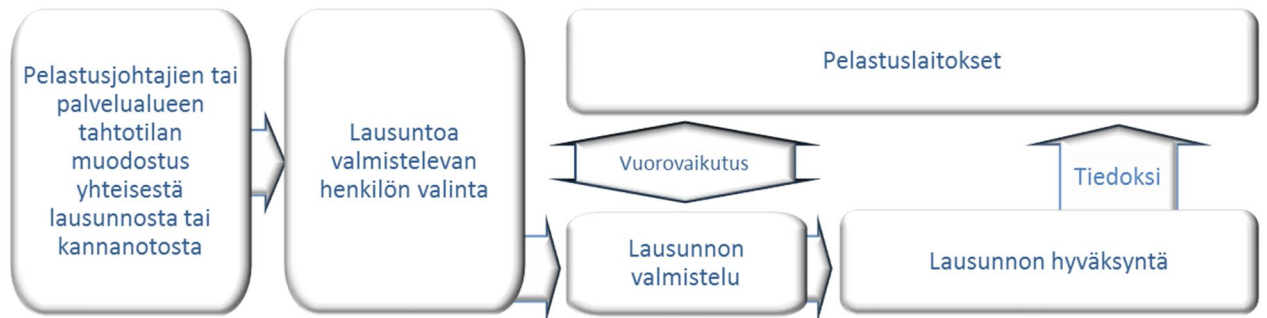 Pelastusjohtajien tai
palvelualueen
tahtotilan
muodostus
yhteisestä
lausunnosta tai
kannanotosta
Lausuntoa
valmistelevan
henkilön valinta
Pelastuslaitokset
Vuorovaikutus
Tiedoksi
Lausunnon
valmistelu
Lausunnon hyväksyntä